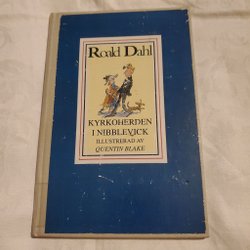 Roald Dahl
KYRKOHERDEN
I NIBBLEVICK
ILLUSTRERAD AV
QUENTIN BLAKE